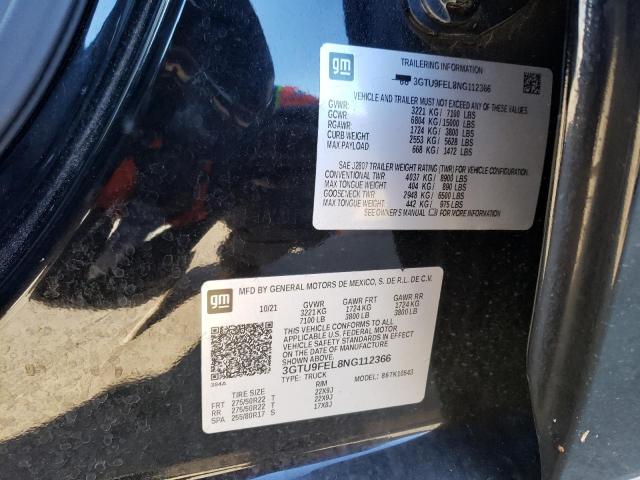 gm
TRAILERING INFORMATION
3GTU9FEL8NG112366
VEHICLE AND TRAILER MUST NOT EXCEED ANY OF THESE VALUES
GVWR: 3221 KG/ 7100 LBS
GCWR: 6804 KG/15000 LBS
RGAWR: 1724 KG/ 3800 LBS
CURB WEIGHT 2553 KG/ 5628 LBS
MAX.PAYLOAD 668 KG/ 1472 LBS
SAE J2807 TRAILER WEIGHT RATING (TWR) FOR VEHICLE CONFIGURATION.
CONVENTIONAL TWR 4037 KG/ 8900 LBS
MAX TONGUE WEIGHT 404 KG/ 890 LBS
GOOSENECK TWR 2948 KG/ 6500 LBS
MAX TONGUE WEIGHT 442 KG/ 975 LBS
SEE OWNER'S MANUAL FOR MORE INFORMATION
gm
MFD BY GENERAL MOTORS DE MEXICO, S. DE R.L. DE C.V.
10/21 GVWR GAWR FRT GAWR RR
3221 KG 1724 KG 1724 KG
7100 LB 3800 LB 3800 LB
THIS VEHICLE CONFORMS TO ALL
APPLICABLE U.S. FEDERAL MOTOR
VEHICLE SAFETY STANDARDS IN EFFECT
ON THE DATE OF MANUFACTURE
SHOWN ABOVE.
3GTU9FEL8NG112366
TYPE: TRUCK MODEL:
TIRE SIZE RIM
FRT 275/50R22 T 22X9J
RR 275/50R22 T 22X9J
SPA 255/80R17 S 17X8J